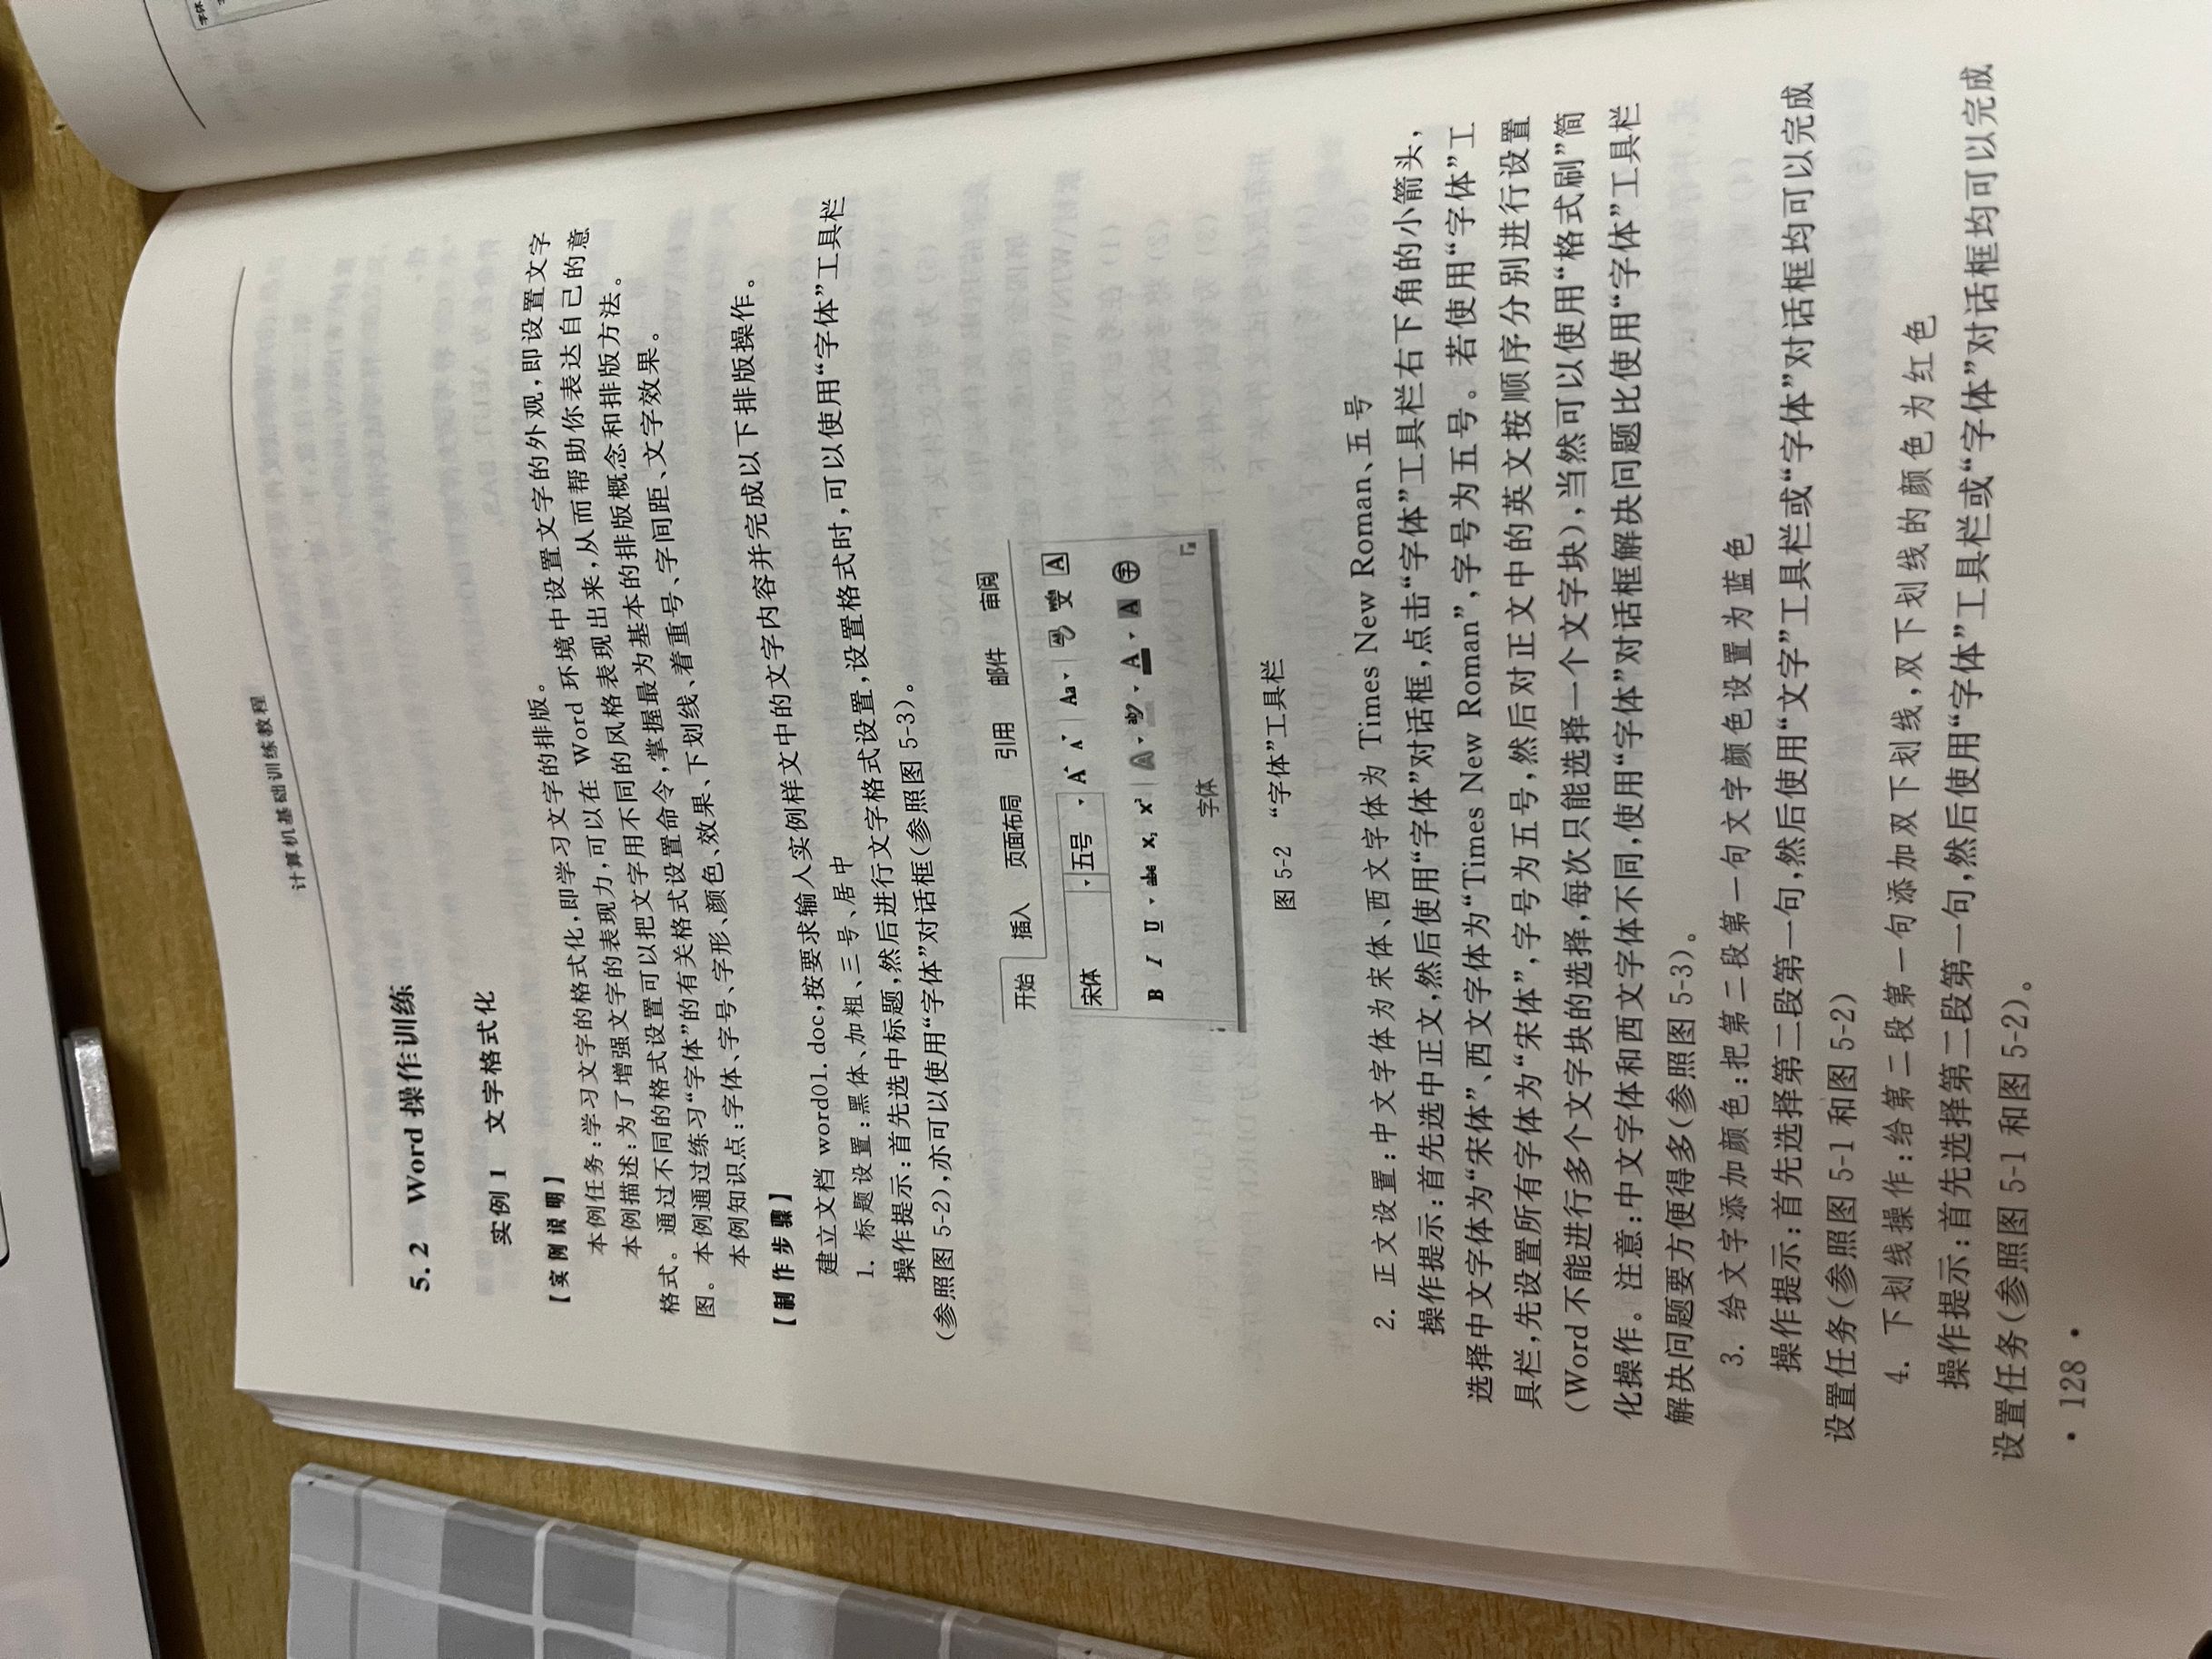 计算机基础训练教程
5.2 Word 操作训练
实例 1 文字格式化
【实例说明】
本例任务:学习文字的格式化,即学习文字的排版。
本例描述:为了增强文字的表现力,可以在 Word 环境中设置文字的外观,即设置文字
格式。通过不同的格式设置可以把文字用不同的风格表现出来,从而帮助你表达自己的意
图。本例通过练习“字体”的有关格式设置命令,掌握最为基本的排版概念和排版方法。
本例知识点:字体、字号、字形、颜色、效果、下划线、着重号、字间距、文字效果。
【制作步骤】
建立文档 word01.doc,按要求输入实例样文中的文字内容并完成以下排版操作。
1. 标题设置:黑体、加粗、三号、居中
操作提示:首先选中标题,然后进行文字格式设置,设置格式时,可以使用“字体”工具栏
(参照图 5-2),亦可以使用“字体”对话框(参照图 5-3)。
开始 插入 页面布局 引用 邮件 审阅
宋体 五号 A A Aa 文 A
B I U abc x₂ x² A ab A A 字
字体
图 5-2 “字体”工具栏
2. 正文设置:中文字体为宋体、西文字体为 Times New Roman、五号
操作提示:首先选中正文,然后使用“字体”对话框,点击“字体”工具栏右下角的小箭头,
选择中文字体为“宋体”、西文字体为“Times New Roman”,字号为五号。若使用“字体”工
具栏,先设置所有字体为“宋体”,字号为五号,然后对正文中的英文按顺序分别进行设置
(Word 不能进行多个文字块的选择,每次只能选择一个文字块),当然可以使用“格式刷”简
化操作。注意:中文字体和西文字体不同,使用“字体”对话框解决问题比使用“字体”工具栏
解决问题要方便得多(参照图 5-3)。
3. 给文字添加颜色:把第二段第一句文字颜色设置为蓝色
操作提示:首先选择第二段第一句,然后使用“文字”工具栏或“字体”对话框均可以完成
设置任务(参照图 5-1 和图 5-2)
4. 下划线操作:给第二段第一句添加双下划线,双下划线的颜色为红色
操作提示:首先选择第二段第一句,然后使用“字体”工具栏或“字体”对话框均可以完成
设置任务(参照图 5-1 和图 5-2)。
• 128 •